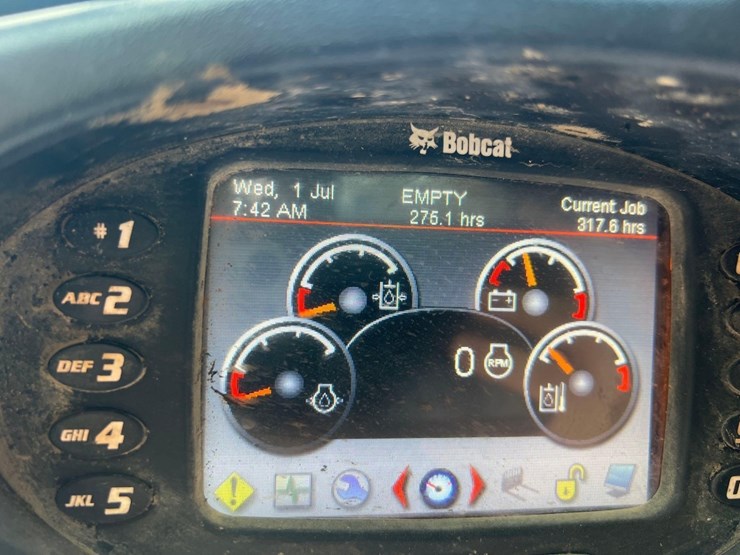 Bobcat
Wed, 1 Jul
7:42 AM
EMPTY
275.1 hrs
Current Job
317.6 hrs
0
RPM
# 1
ABC 2
DEF 3
GHI 4
JKL 5
0